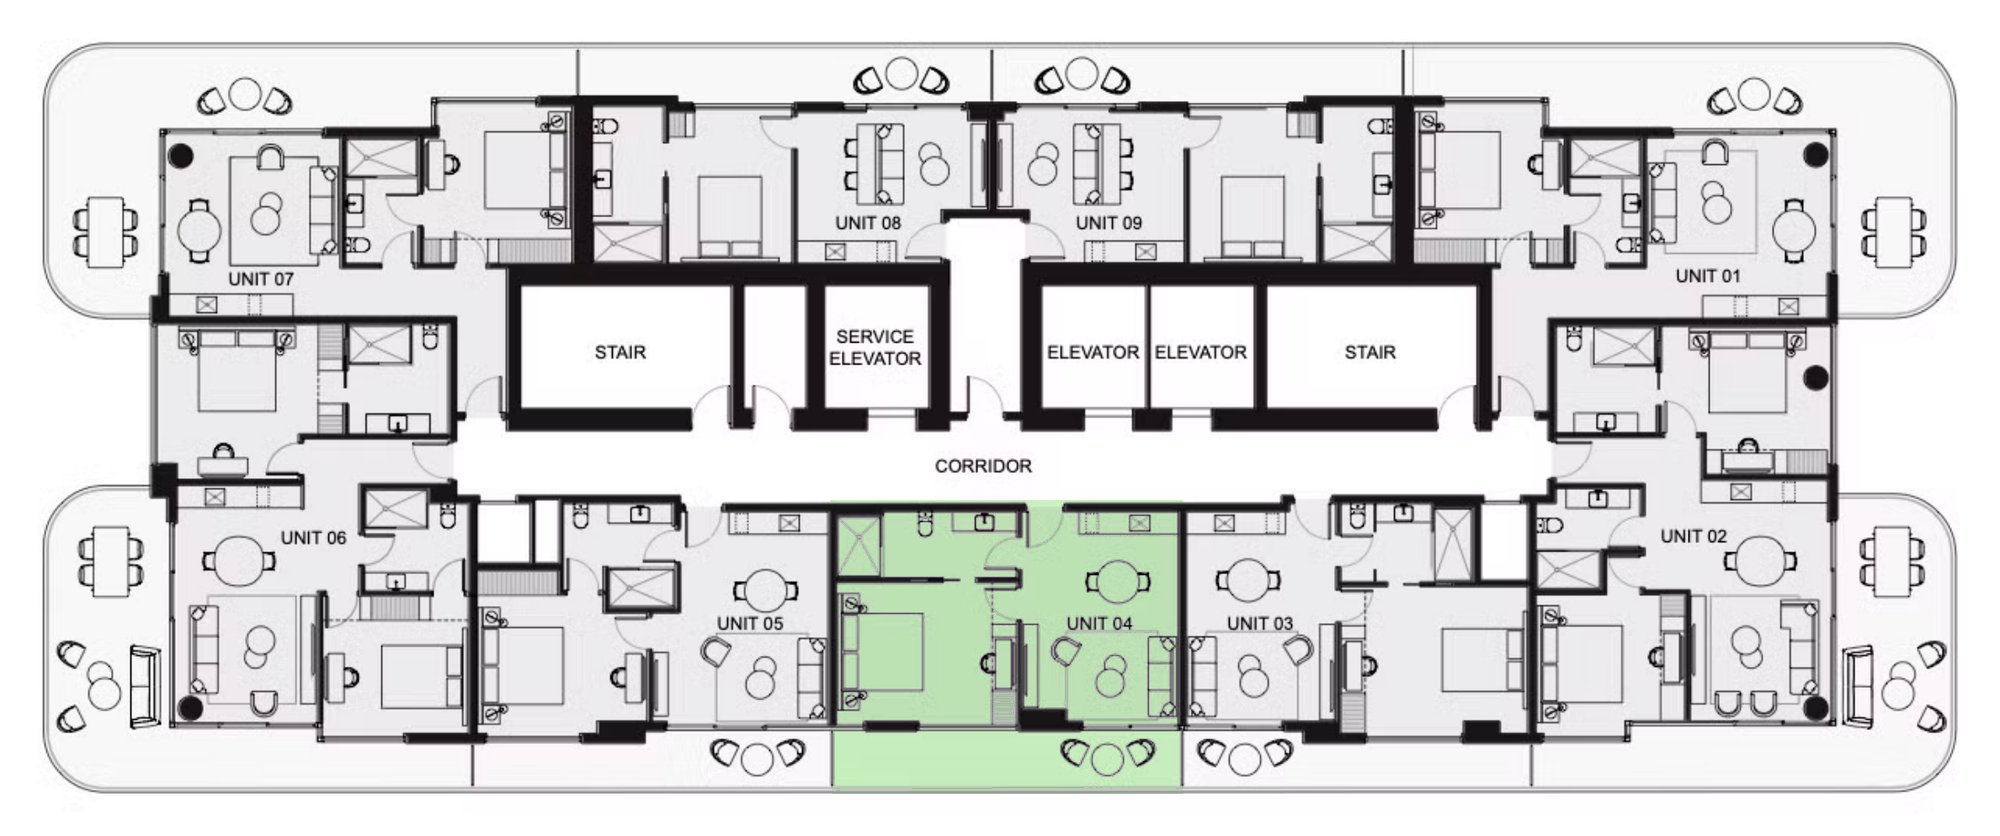 UNIT 08
UNIT 09
UNIT 07
UNIT 01
STAIR
SERVICE
ELEVATOR
ELEVATOR
ELEVATOR
STAIR
CORRIDOR
UNIT 06
UNIT 02
UNIT 05
UNIT 04
UNIT 03